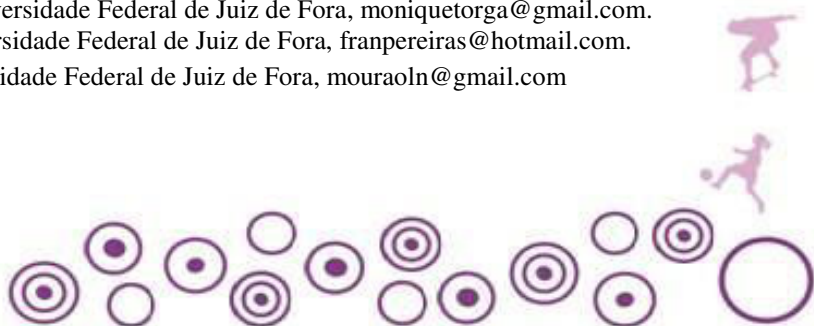 versidade Federal de Juiz de Fora, moniquetorga@gmail.com.
rsidade Federal de Juiz de Fora, franpereiras@hotmail.com.
idade Federal de Juiz de Fora, mouraoln@gmail.com